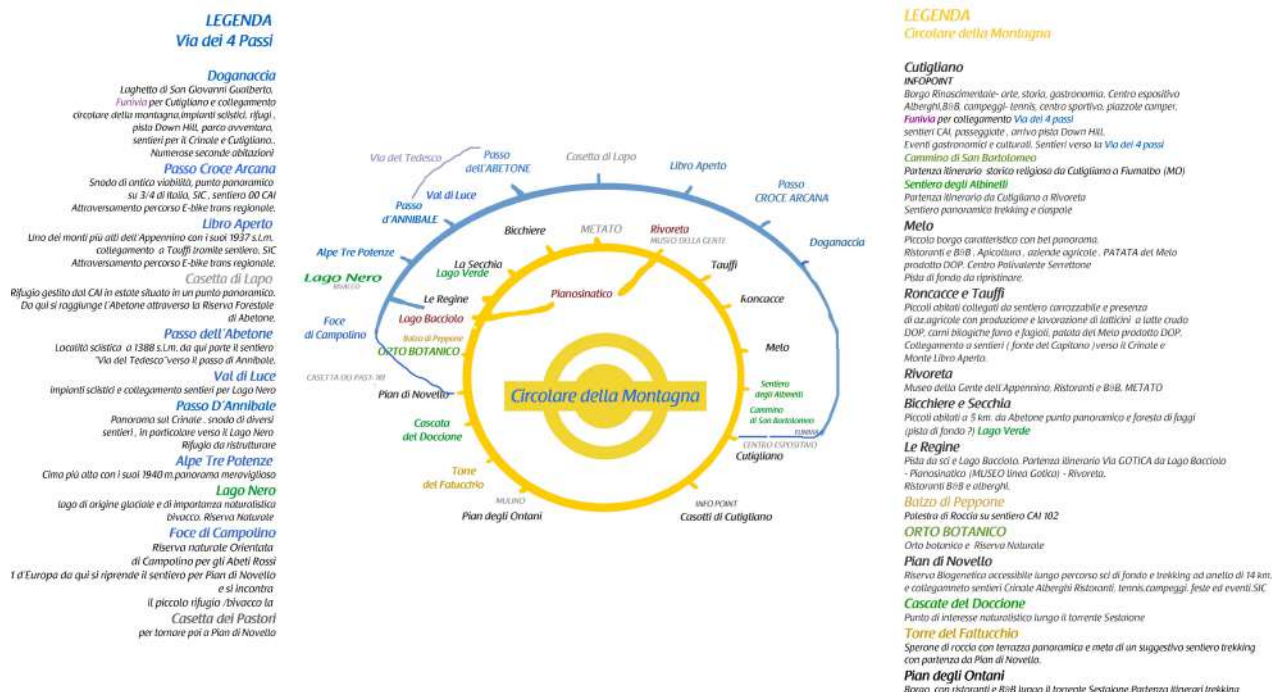 LEGENDA
Via dei 4 Passi
Doganaccia
Laghetto di San Giovanni Gualberto,
Funivia per Cutigliano e collegamento
circolare della montagna,impianti sciistici, rifugi ,
pista Down Hill, parco avventura,
sentieri per il Crinale e Cutigliano..
Numerose seconde abitazioni
Passo Croce Arcana
Snodo di antica viabilità, punto panoramico
su 3/4 di Italia, SIC , sentiero 00 CAI
Attraversamento percorso E-bike trans regionale.
Libro Aperto
Uno dei monti più alti dell'Appennino con i suoi 1937 s.l.m.
collegamento a Tauffi tramite sentiero. SIC
Attraversamento percorso E-bike trans regionale.
Casetta di Lapo
Rifugio gestito dal CAI in estate situato in un punto panoramico.
Da qui si raggiunge l'Abetone attraverso la Riserva Forestale
di Abetone.
Passo dell'Abetone
Località sciistica a 1388 s.l.m. da qui parte il sentiero
"Via del Tedesco"verso il passo di Annibale.
Val di Luce
impianti sciistici e collegamento sentieri per Lago Nero
Passo D'Annibale
Panorama sul Crinale . snodo di diversi
sentieri , in particolare verso il Lago Nero
Rifugio da ristrutturare
Alpe Tre Potenze
Cima più alta con i suoi 1940 m.panorama meraviglioso
Lago Nero
lago di origine glaciale e di importanza naturalistica
bivacco. Riserva Naturale
Foce di Campolino
Riserva naturale Orientata
di Campolino per gli Abeti Rossi
1 d'Europa da qui si riprende il sentiero per Pian di Novello
e si incontra
il piccolo rifugio /bivacco la
Casetta dei Pastori
per tornare poi a Pian di Novello
Via del Tedesco
Passo
dell'ABETONE
Casetta di Lapo
Libro Aperto
Passo
CROCE ARCANA
Val di Luce
Passo
d'ANNIBALE
Doganaccia
Alpe Tre Potenze
Lago Nero
BIVACCO
Foce
di Campolino
CASETTA DEI PASTORI
Bicchiere
METATO
Rivoreta
MUSEO DELLA GENTE
La Secchia
Lago Verde
Tauffi
Le Regine
Pianosinatico
Roncacce
Lago Bacciolo
Balzo di Peppone
ORTO BOTANICO
Melo
Pian di Novello
Circolare della Montagna
Sentiero
degli Albinelli
Cammino
di San Bartolomeo
FUNIVIA
Cascata
del Doccione
CENTRO ESPOSITIVO
Cutigliano
Torre
del Fatucchio
MULINO
Pian degli Ontani
INFO POINT
Casotti di Cutigliano
LEGENDA
Circolare della Montagna
Cutigliano
INFOPOINT
Borgo Rinascimentale- arte, storia, gastronomia. Centro espositivo
Alberghi,B&B, campeggi- tennis, centro sportivo, piazzole camper.
Funivia per collegamento Via dei 4 passi
sentieri CAI, passeggiate , arrivo pista Down Hill.
Eventi gastronomici e culturali. Sentieri verso la Via dei 4 passi
Cammino di San Bartolomeo
Partenza itinerario storico religioso da Cutigliano a Fiumalbo (MO)
Sentiero degli Albinelli
Partenza itinerario da Cutigliano a Rivoreta
Sentiero panoramico trekking e ciaspole
Melo
Piccolo borgo caratteristico con bel panorama.
Ristoranti e B&B . Apicoltura , aziende agricole . PATATA del Melo
prodotto DOP. Centro Polivalente Serrettone
Pista di fondo da ripristinare.
Roncacce e Tauffi
Piccoli abitati collegati da sentiero carrozzabile e presenza
di az.agricole con produzione e lavorazione di latticini a latte crudo
DOP, carni biologiche farro e fagioli, patata del Melo prodotto DOP.
Collegamento a sentieri ( fonte del Capitano )verso il Crinale e
Monte Libro Aperto.
Rivoreta
Museo della Gente dell'Appennino, Ristoranti e B&B, METATO
Bicchiere e Secchia
Piccoli abitati a 5 km. da Abetone punto panoramico e foresta di faggi
(pista di fondo ?) Lago Verde
Le Regine
Pista da sci e Lago Bacciolo. Partenza itinerario Via GOTICA da Lago Bacciolo
- Pianosinatico (MUSEO linea Gotica) - Rivoreta.
Ristoranti B&B e alberghi.
Balzo di Peppone
Palestra di Roccia su sentiero CAI 102
ORTO BOTANICO
Orto botanico e Riserva Naturale
Pian di Novello
Riserva Biogenetica accessibile lungo percorso sci di fondo e trekking ad anello di 14 km.
e collegamneto sentieri Crinale Alberghi Ristoranti, tennis,campeggi, feste ed eventi.SIC
Cascate del Doccione
Punto di interesse naturalistico lungo il torrente Sestaione
Torre del Fattucchio
Sperone di roccia con terrazza panoramica e meta di un suggestivo sentiero trekking
con partenza da Pian di Novello.
Pian degli Ontani
Borgo con ristoranti e B&B lungo il torrente Sestaione Partenza itinerari trekking